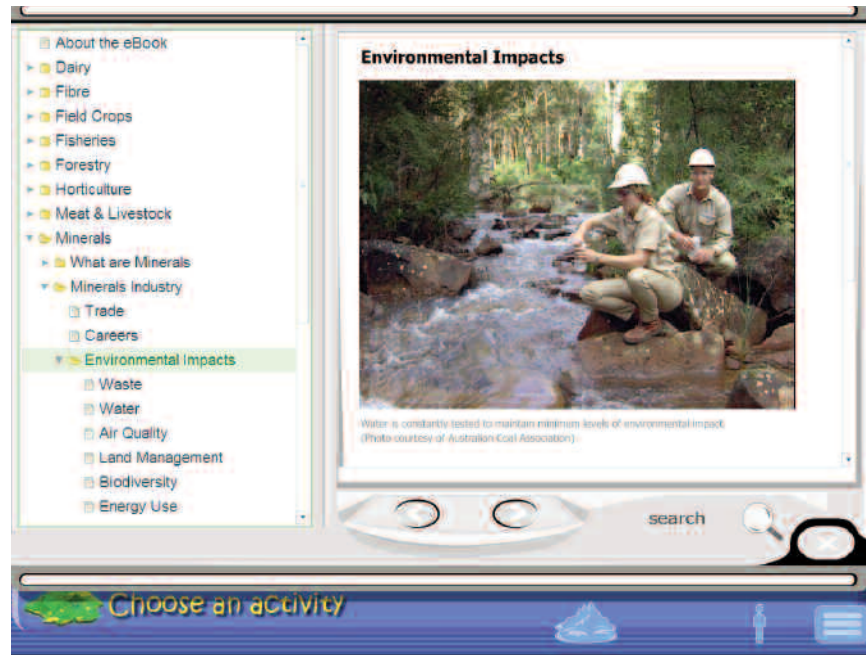 About the eBook
Dairy
Fibre
Field Crops
Fisheries
Forestry
Horticulture
Meat & Livestock
Minerals
What are Minerals
Minerals Industry
Trade
Careers
Environmental Impacts
Waste
Water
Air Quality
Land Management
Biodiversity
Energy Use
Environmental Impacts
Water is constantly tested to maintain minimum levels of environmental impact.
(Photo courtesy of Australian Coal Association)
search
Choose an activity